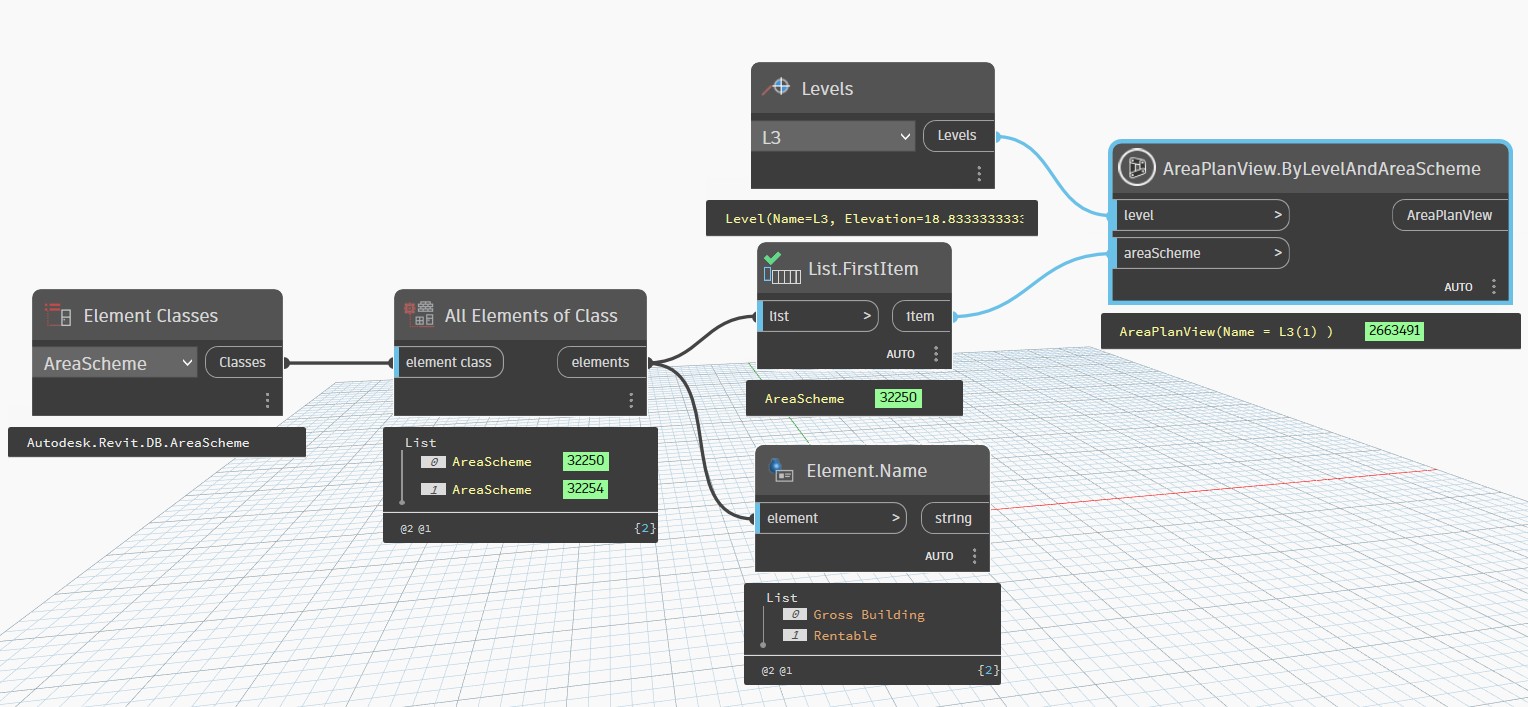 Levels
L3
Levels
Level(Name=L3, Elevation=18.8333333333
AreaPlanView.ByLevelAndAreaScheme
level >
AreaPlanView
areaScheme >
AUTO
AreaPlanView(Name = L3(1) ) 2663491
List.FirstItem
list >
item
AUTO
AreaScheme 32250
Element Classes
AreaScheme
Classes
Autodesk.Revit.DB.AreaScheme
All Elements of Class
element class
elements
List
0 AreaScheme 32250
1 AreaScheme 32254
@2 @1 {2}
Element.Name
element >
string
AUTO
List
0 Gross Building
1 Rentable
@2 @1 {2}